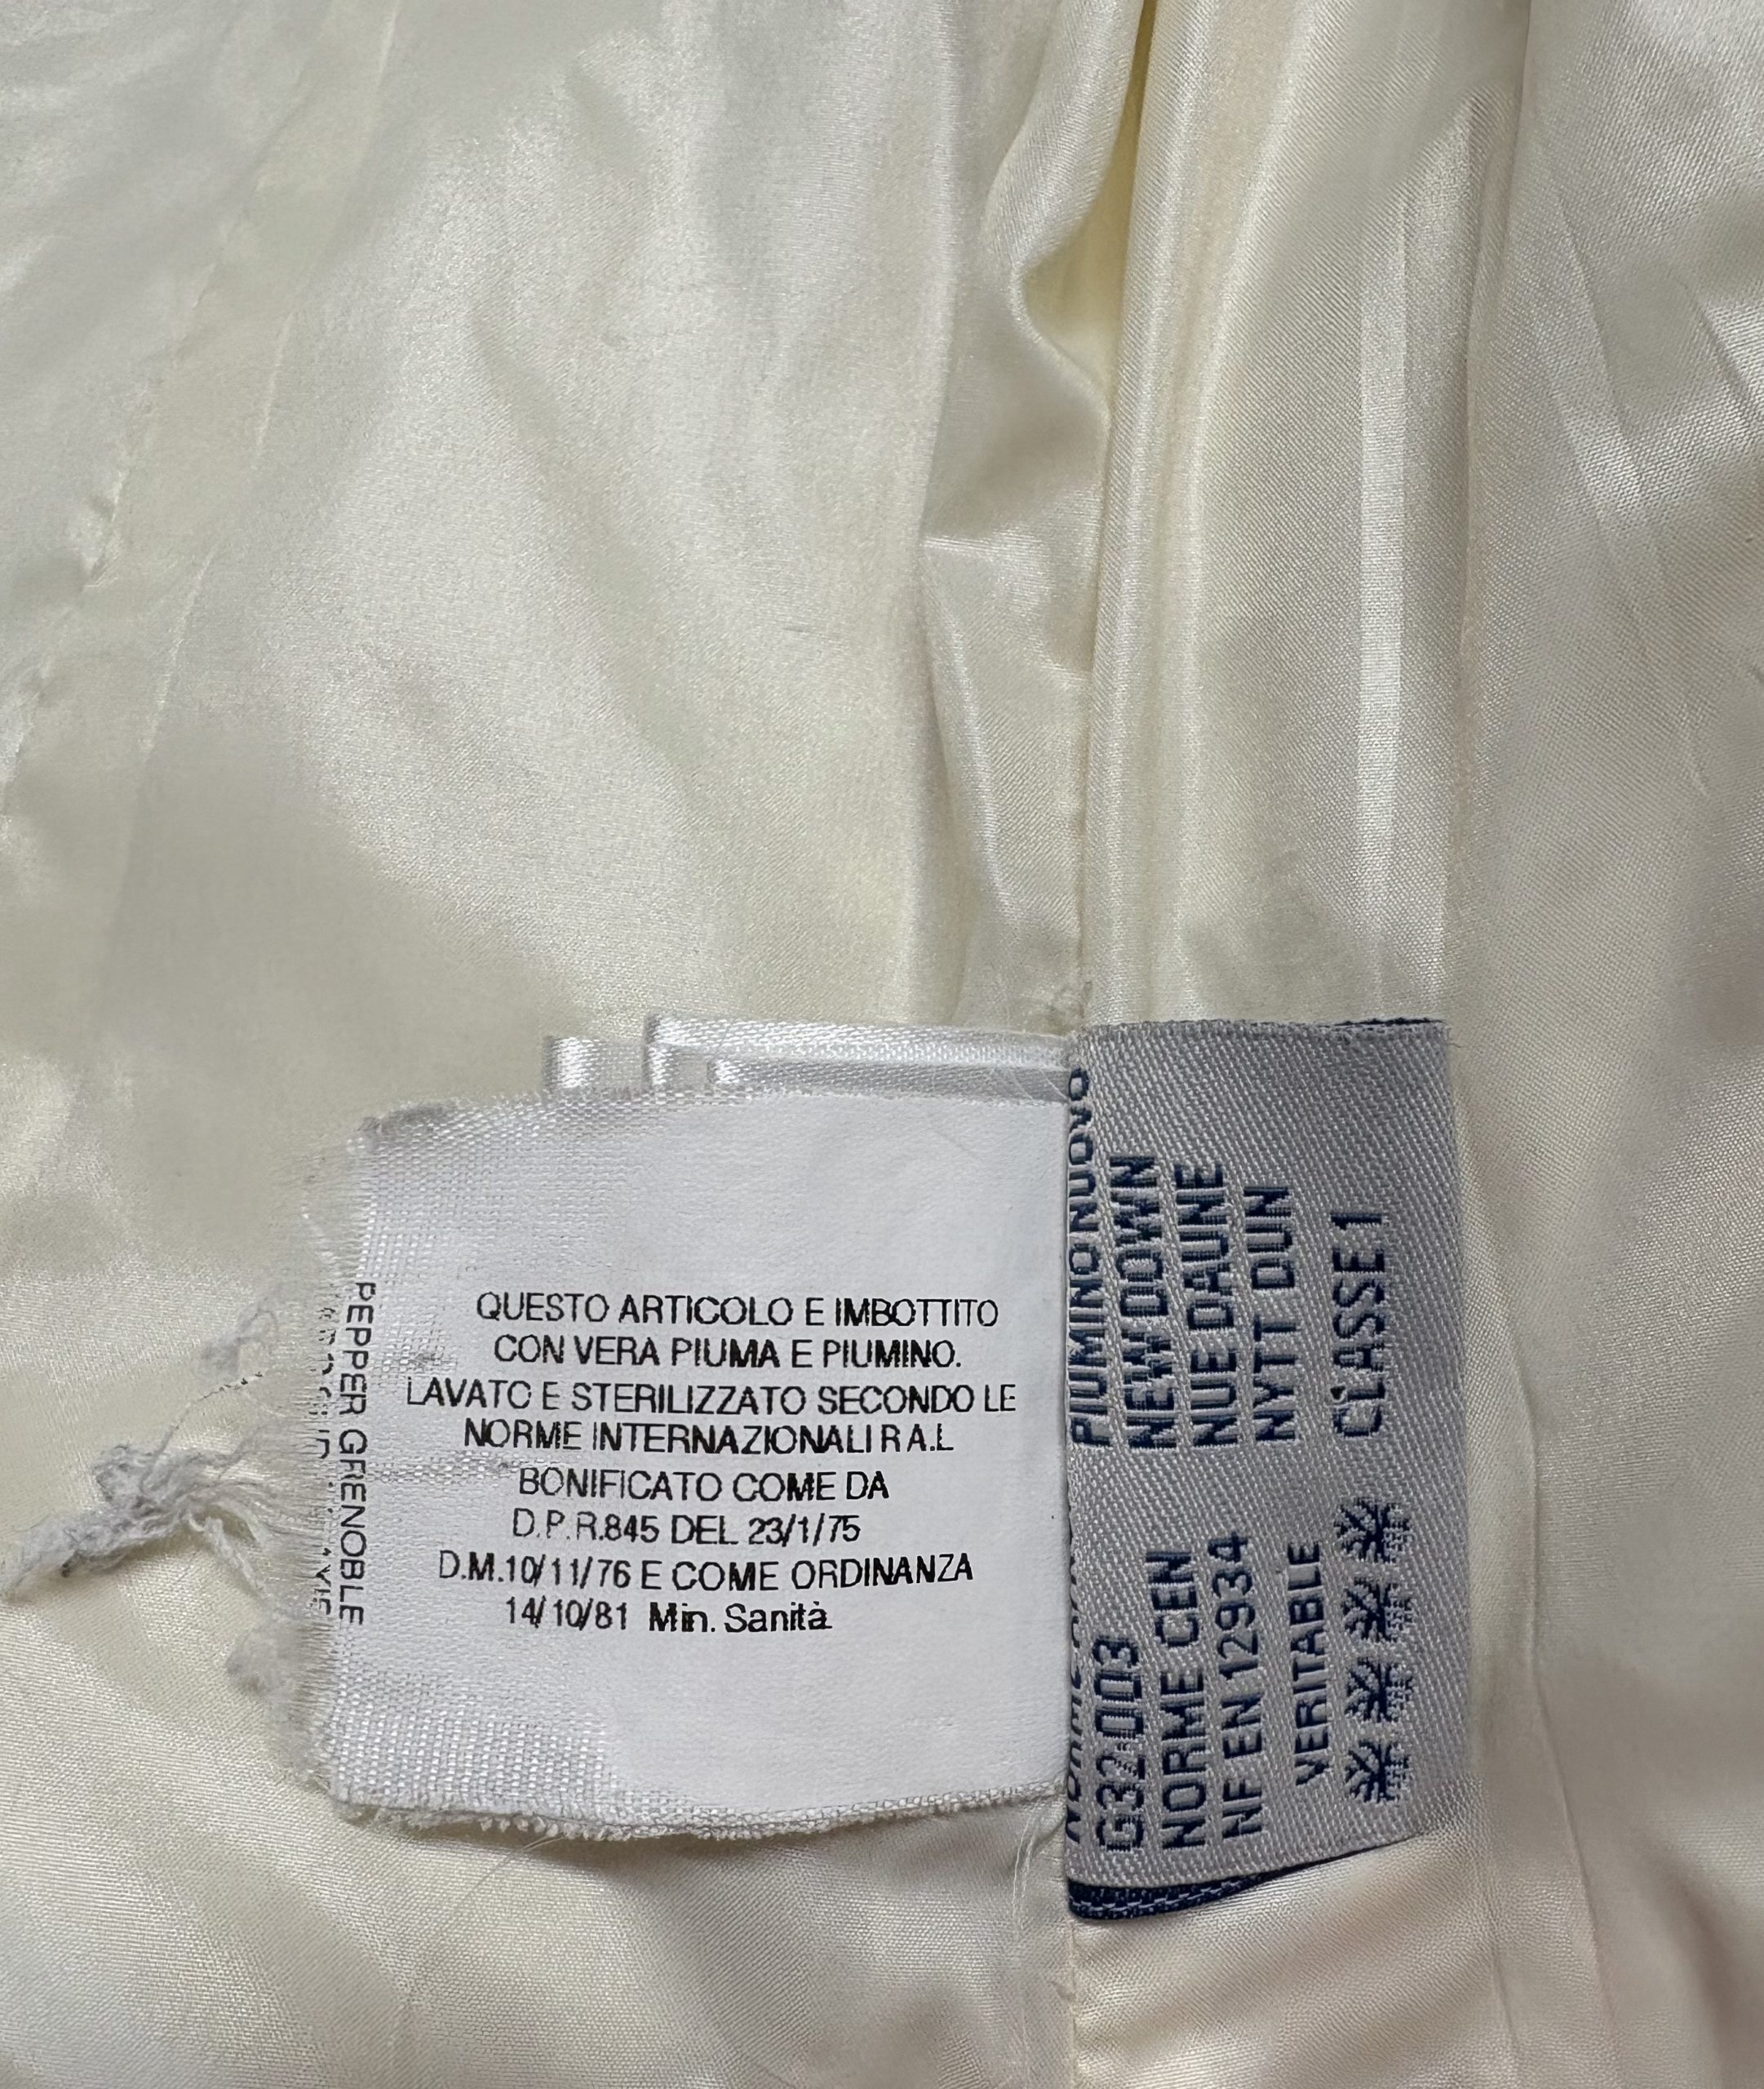 QUESTO ARTICOLO E IMBOTTITO
CON VERA PIUMA E PIUMINO.
LAVATO E STERILIZZATO SECONDO LE
NORME INTERNAZIONALI R A.L
BONIFICATO COME DA
D.P.R.845 DEL 23/1/75
D.M.10/11/76 E COME ORDINANZA
14/10/81 Min. Sanità
PEPPER GRENOBLE
PIUMINO NUOVO
NEW DOWN
NUE DAUNE
NYTT DUN
CLASSE 1
G32-003
NORME CEN
NF EN 12934
VERITABLE